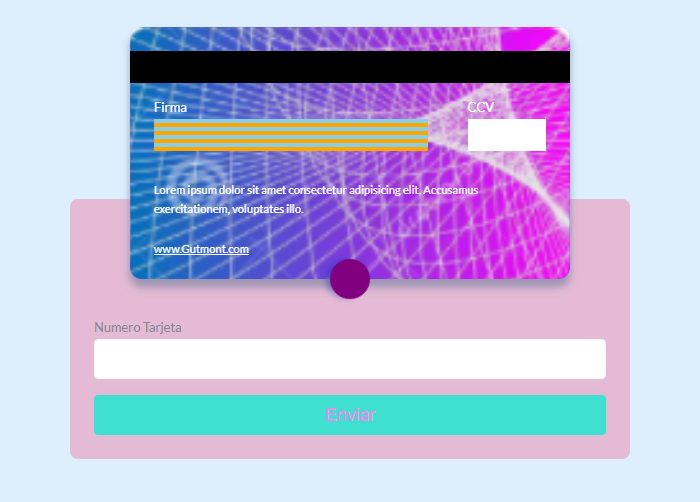 Firma
CCV
Lorem ipsum dolor sit amet consectetur adipisicing elit. Accusamus
exercitationem, voluptates illo.
www.Gutmont.com
Numero Tarjeta
Enviar